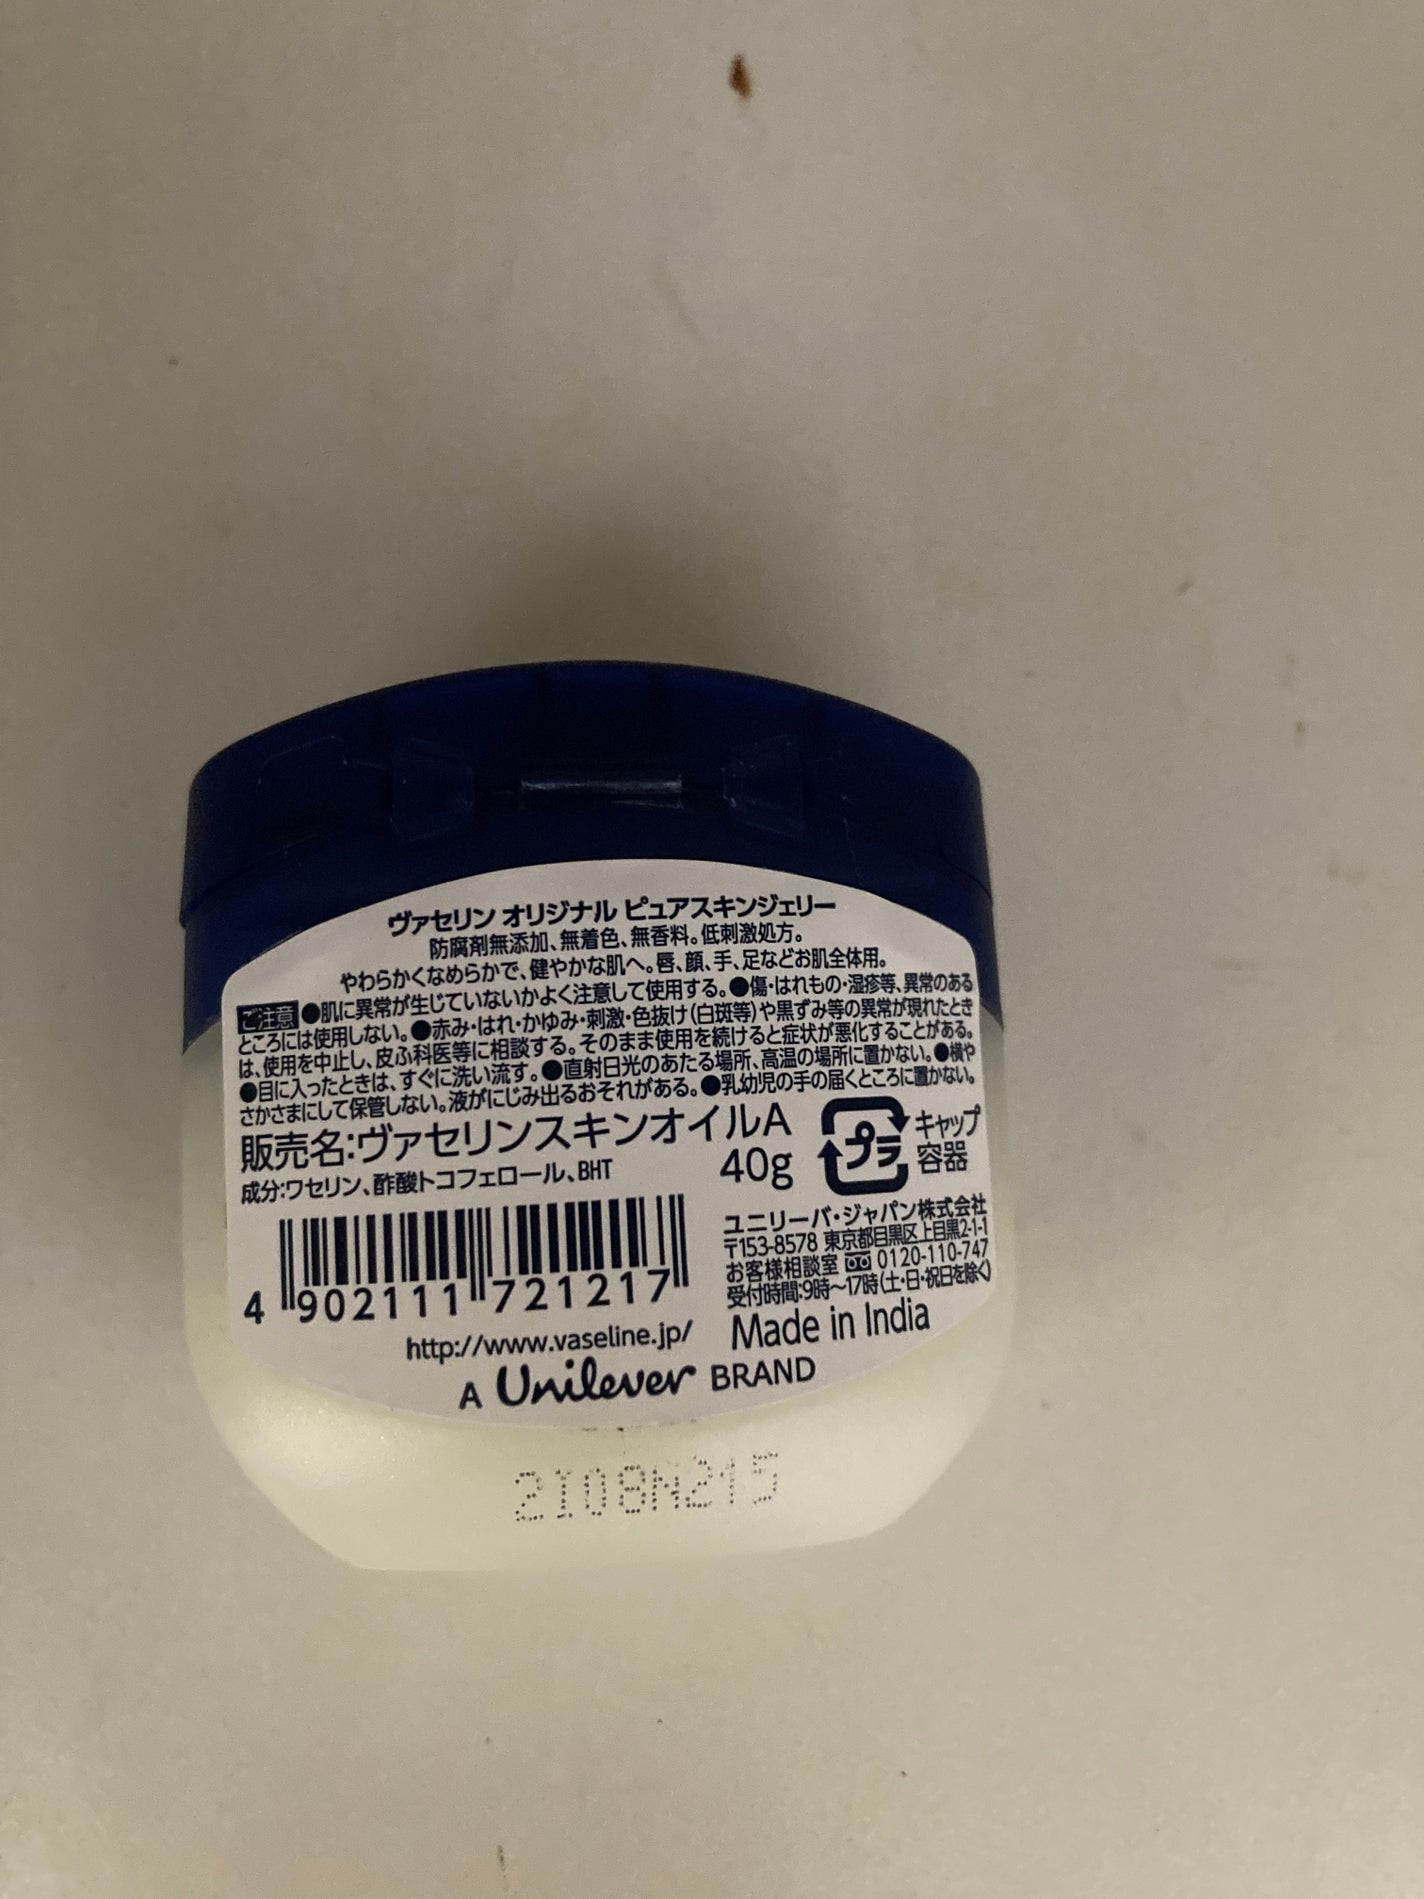 ヴァセリン オリジナル ピュアスキンジェリー
防腐剤無添加、無着色、無香料。低刺激処方。
やわらかくなめらかで、健やかな肌へ。唇、顔、手、足などお肌全体用。
ご注意 ●肌に異常が生じていないかよく注意して使用する。●傷・はれもの・湿疹等、異常のある
ところには使用しない。●赤み・はれ・かゆみ・刺激・色抜け(白斑等)や黒ずみ等の異常が現れたとき
は、使用を中止し、皮ふ科医等に相談する。そのまま使用を続けると症状が悪化することがある。
●目に入ったときは、すぐに洗い流す。●直射日光のあたる場所、高温の場所に置かない。●横や
さかさまにして保管しない。液がにじみ出るおそれがある。●乳幼児の手の届くところに置かない。
販売名:ヴァセリンスキンオイルA
成分:ワセリン、酢酸トコフェロール、BHT
40g
プラ
キャップ
容器
4 902111 721217
ユニリーバ・ジャパン株式会社
〒153-8578 東京都目黒区上目黒2-1-1
お客様相談室 0120-110-747
受付時間:9時～17時(土・日・祝日を除く)
http://www.vaseline.jp/
Made in India
A Unilever BRAND